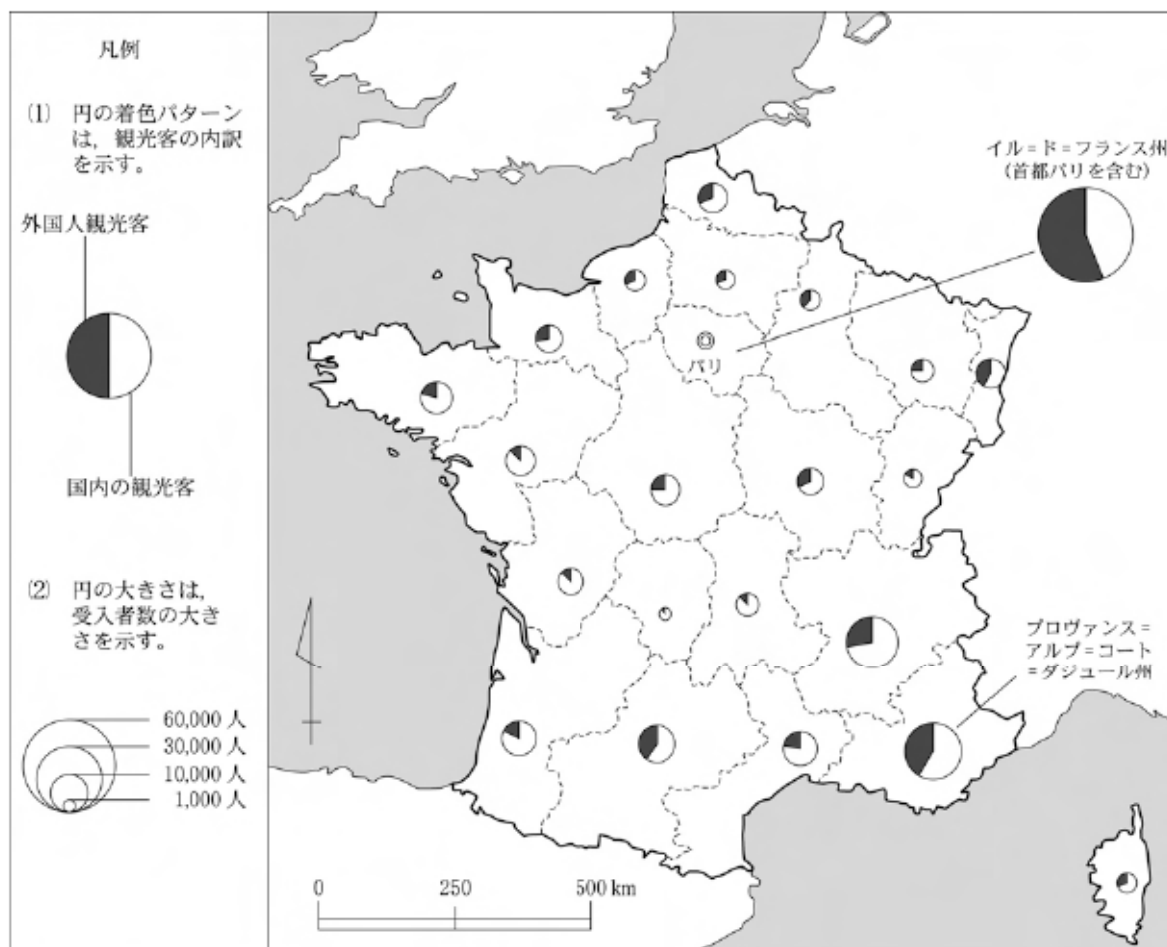 凡例
(1) 円の着色パターン
は，観光客の内訳
を示す。
外国人観光客
国内の観光客
(2) 円の大きさは，
受入者数の大き
さを示す。
60,000 人
30,000 人
10,000 人
1,000 人
イル＝ド＝フランス州
(首都パリを含む)
パリ
プロヴァンス＝
アルプ＝コート
＝ダジュール州
0 250 500 km